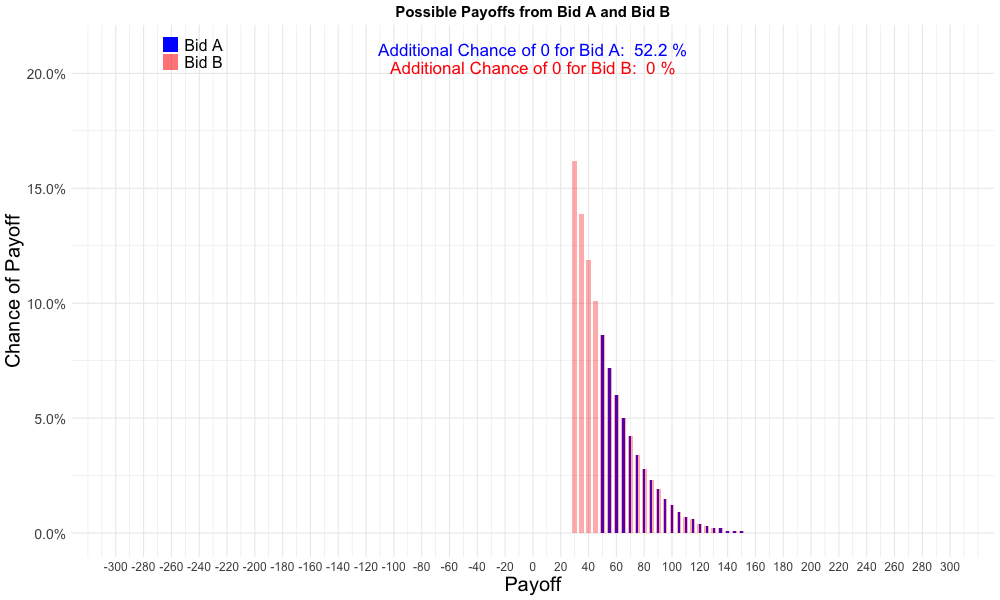 Possible Payoffs from Bid A and Bid B
Bid A
Bid B
Additional Chance of 0 for Bid A:  52.2 %
Additional Chance of 0 for Bid B:  0 %
Chance of Payoff
20.0%
15.0%
10.0%
5.0%
0.0%
-300 -280 -260 -240 -220 -200 -180 -160 -140 -120 -100 -80 -60 -40 -20 0 20 40 60 80 100 120 140 160 180 200 220 240 260 280 300
Payoff